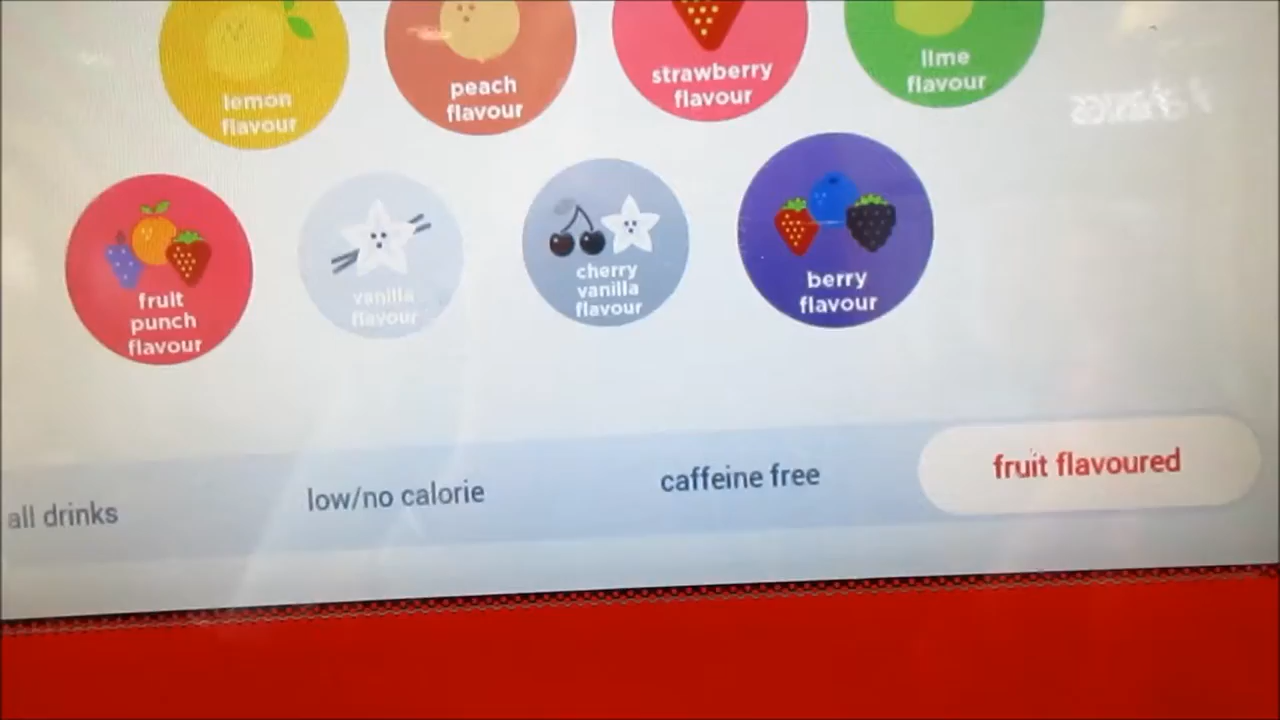 lemon
flavour
peach
flavour
strawberry
flavour
lime
flavour
fruit
punch
flavour
vanilla
flavour
cherry
vanilla
flavour
berry
flavour
all drinks
low/no calorie
caffeine free
fruit flavoured